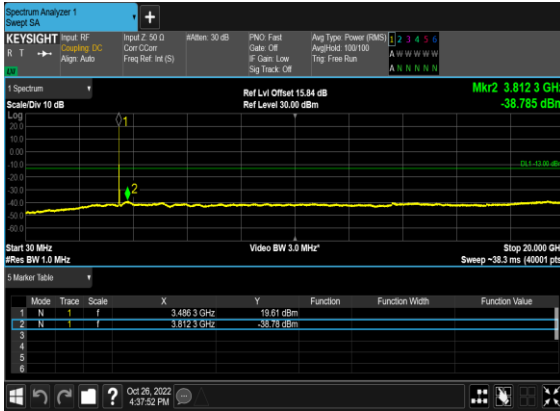 Spectrum Analyzer 1
Swept SA
+
KEYSIGHT Input: RF Input Z: 50 Ω #Atten: 30 dB PNO: Fast Avg Type: Power (RMS) 1 2 3 4 5 6
R T Coupling: DC Corr CCorr Gate: Off Avg|Hold: 100/100 A W W W W W
Align: Auto Freq Ref: Int (S) IF Gain: Low Trig: Free Run
Sig Track: Off A N N N N N
1 Spectrum Ref Lvl Offset 15.84 dB Mkr2 3.812 3 GHz
Scale/Div 10 dB Ref Level 30.00 dBm -38.785 dBm
Log
20.0
10.0
0.00
-10.0
-20.0
-30.0
-40.0
-50.0
-60.0
1
2
DL1 -13.00 dBm
Start 30 MHz Video BW 3.0 MHz* Stop 20.000 GHz
#Res BW 1.0 MHz Sweep ~38.3 ms (40001 pts)
5 Marker Table
Mode Trace Scale X Y Function Function Width Function Value
1 N 1 f 3.486 3 GHz 19.61 dBm
2 N 1 f 3.812 3 GHz -38.78 dBm
3
4
5
6
? Oct 26, 2022
4:37:52 PM